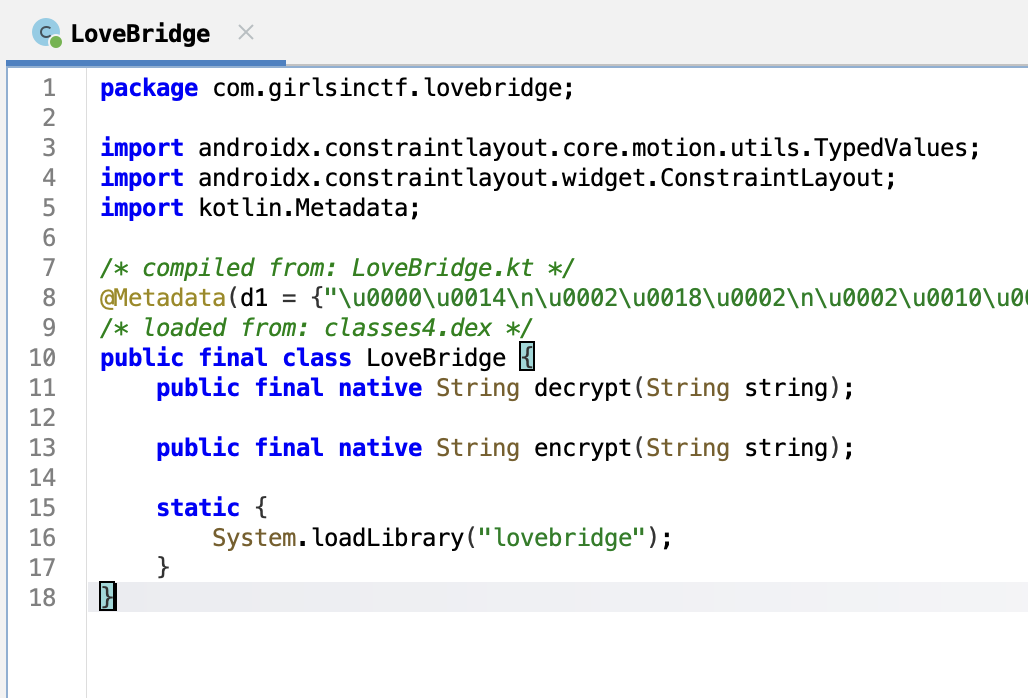 C LoveBridge ×
1 package com.girlsinctf.lovebridge;
2
3 import androidx.constraintlayout.core.motion.utils.TypedValues;
4 import androidx.constraintlayout.widget.ConstraintLayout;
5 import kotlin.Metadata;
6
7 /* compiled from: LoveBridge.kt */
8 @Metadata(d1 = {"\u0000\u0014\n\u0002\u0018\u0002\n\u0002\u0010\u00
9 /* loaded from: classes4.dex */
10 public final class LoveBridge {
11     public final native String decrypt(String string);
12
13     public final native String encrypt(String string);
14
15     static {
16         System.loadLibrary("lovebridge");
17     }
18 }